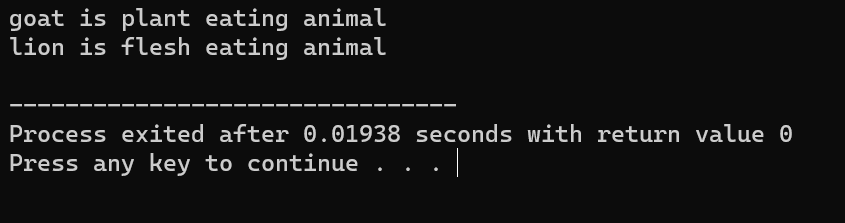 goat is plant eating animal
lion is flesh eating animal
--------------------------------
Process exited after 0.01938 seconds with return value 0
Press any key to continue . . .